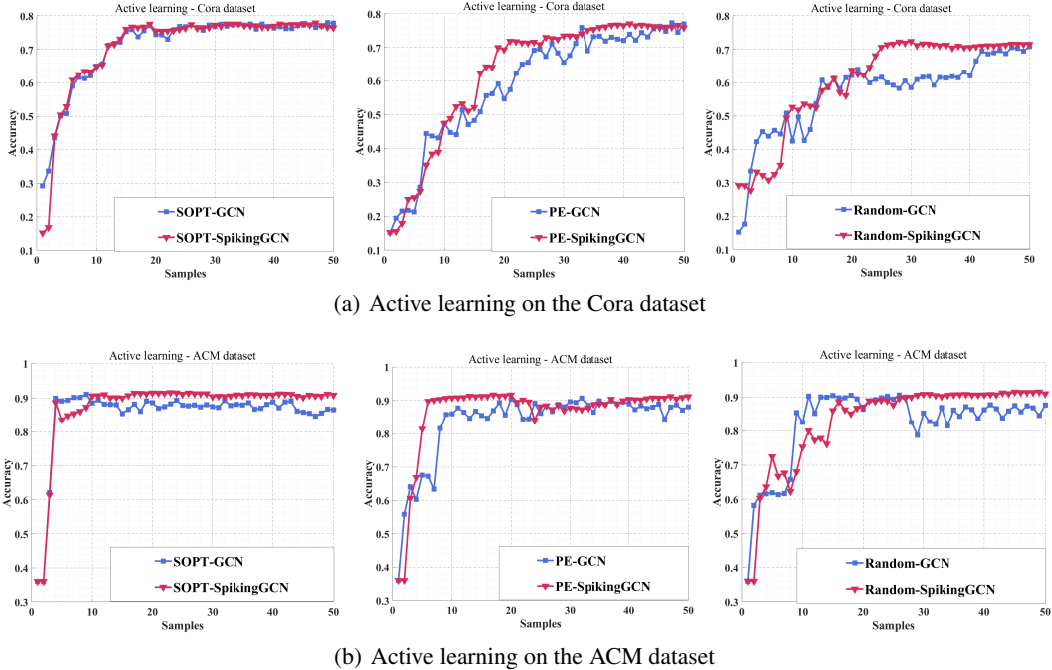 Active learning - Cora dataset
0.8
0.7
0.6
0.5
0.4
0.3
0.2
0.1
Accuracy
SOPT-GCN
SOPT-SpikingGCN
0 10 20 30 40 50
Samples
Active learning - Cora dataset
0.8
0.7
0.6
0.5
0.4
0.3
0.2
0.1
Accuracy
PE-GCN
PE-SpikingGCN
0 10 20 30 40 50
Samples
Active learning - Cora dataset
0.8
0.7
0.6
0.5
0.4
0.3
0.2
0.1
Accuracy
Random-GCN
Random-SpikingGCN
0 10 20 30 40 50
Samples
(a) Active learning on the Cora dataset
Active learning - ACM dataset
1
0.9
0.8
0.7
0.6
0.5
0.4
0.3
Accuracy
SOPT-GCN
SOPT-SpikingGCN
0 10 20 30 40 50
Samples
Active learning - ACM dataset
1
0.9
0.8
0.7
0.6
0.5
0.4
0.3
Accuracy
PE-GCN
PE-SpikingGCN
0 10 20 30 40 50
Samples
Active learning - ACM dataset
1
0.9
0.8
0.7
0.6
0.5
0.4
0.3
Accuracy
Random-GCN
Random-SpikingGCN
0 10 20 30 40 50
Samples
(b) Active learning on the ACM dataset